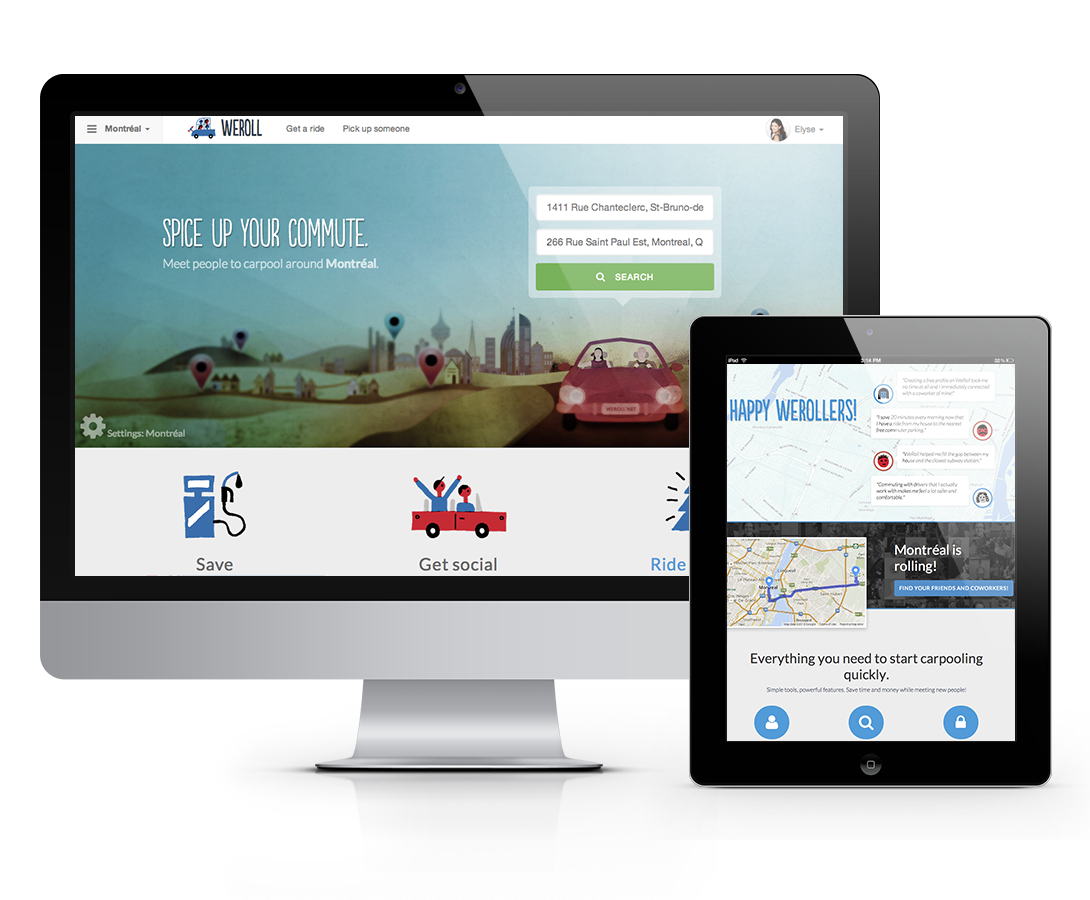 Montréal
WEROLL
Get a ride
Pick up someone
Elyse
SPICE UP YOUR COMMUTE.
Meet people to carpool around Montréal.
1411 Rue Chanteclerc, St-Bruno-de
266 Rue Saint Paul Est, Montreal, Q
SEARCH
WEROLL.NET
Settings: Montréal
Save
Get social
Ride
iPad
HAPPY WEROLLERS!
"Creating a free profile on WeRoll took me
no time at all and I immediately connected
with a coworker of mine!"
"I save 20 minutes every morning now that
I have a ride from my house to the nearest
free commuter parking."
"WeRoll helped me fill the gap between my
house and the closest subway station."
"Commuting with drivers that I actually
work with makes me feel a lot safer and
comfortable."
Longueuil
Montreal
Brossard
Montréal is
rolling!
FIND YOUR FRIENDS AND COWORKERS!
Everything you need to start carpooling
quickly.
Simple tools, powerful features. Save time and money while meeting new people!